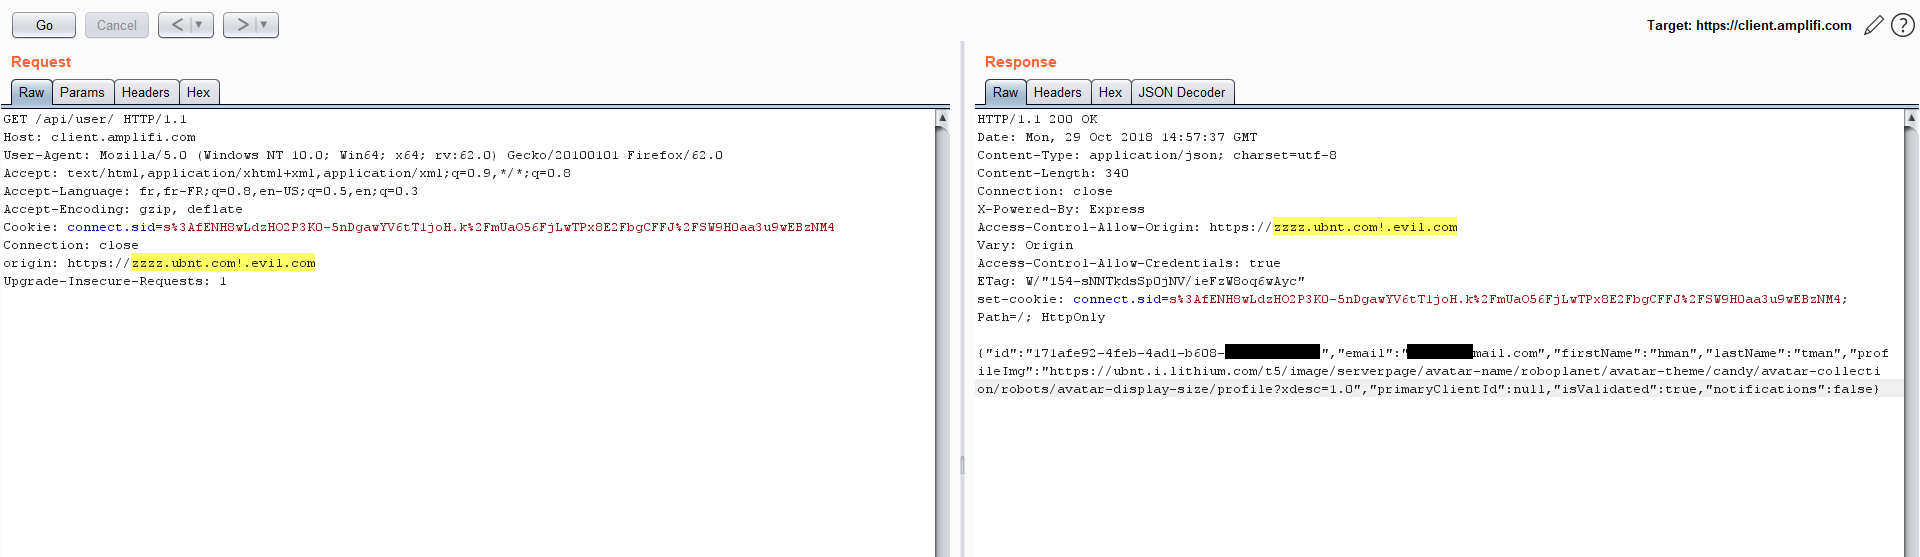 Go
Cancel
<
>
Target: https://client.amplifi.com
?
Request
Raw
Params
Headers
Hex
GET /api/user/ HTTP/1.1
Host: client.amplifi.com
User-Agent: Mozilla/5.0 (Windows NT 10.0; Win64; x64; rv:62.0) Gecko/20100101 Firefox/62.0
Accept: text/html,application/xhtml+xml,application/xml;q=0.9,*/*;q=0.8
Accept-Language: fr,fr-FR;q=0.8,en-US;q=0.5,en;q=0.3
Accept-Encoding: gzip, deflate
Cookie: connect.sid=s%3AfENH8wLdzHO2P3K0-5nDgawYV6tT1joH.k%2FmUaO56FjLwTPx8E2FbgCFFJ%2FSW9H0aa3u9wEBzNM4
Connection: close
origin: https://zzzz.ubnt.com!.evil.com
Upgrade-Insecure-Requests: 1
Response
Raw
Headers
Hex
JSON Decoder
HTTP/1.1 200 OK
Date: Mon, 29 Oct 2018 14:57:37 GMT
Content-Type: application/json; charset=utf-8
Content-Length: 340
Connection: close
X-Powered-By: Express
Access-Control-Allow-Origin: https://zzzz.ubnt.com!.evil.com
Vary: Origin
Access-Control-Allow-Credentials: true
ETag: W/"154-sNNTkdsSp0jNV/ieFzW8oq6wAyc"
set-cookie: connect.sid=s%3AfENH8wLdzHO2P3K0-5nDgawYV6tT1joH.k%2FmUaO56FjLwTPx8E2FbgCFFJ%2FSW9H0aa3u9wEBzNM4;
Path=/; HttpOnly
{"id":"171afe92-4feb-4ad1-b608-","email":"mail.com","firstName":"hman","lastName":"tman","prof
ileImg":"https://ubnt.i.lithium.com/t5/image/serverpage/avatar-name/roboplanet/avatar-theme/candy/avatar-collecti
on/robots/avatar-display-size/profile?xdesc=1.0","primaryClientId":null,"isValidated":true,"notifications":false}